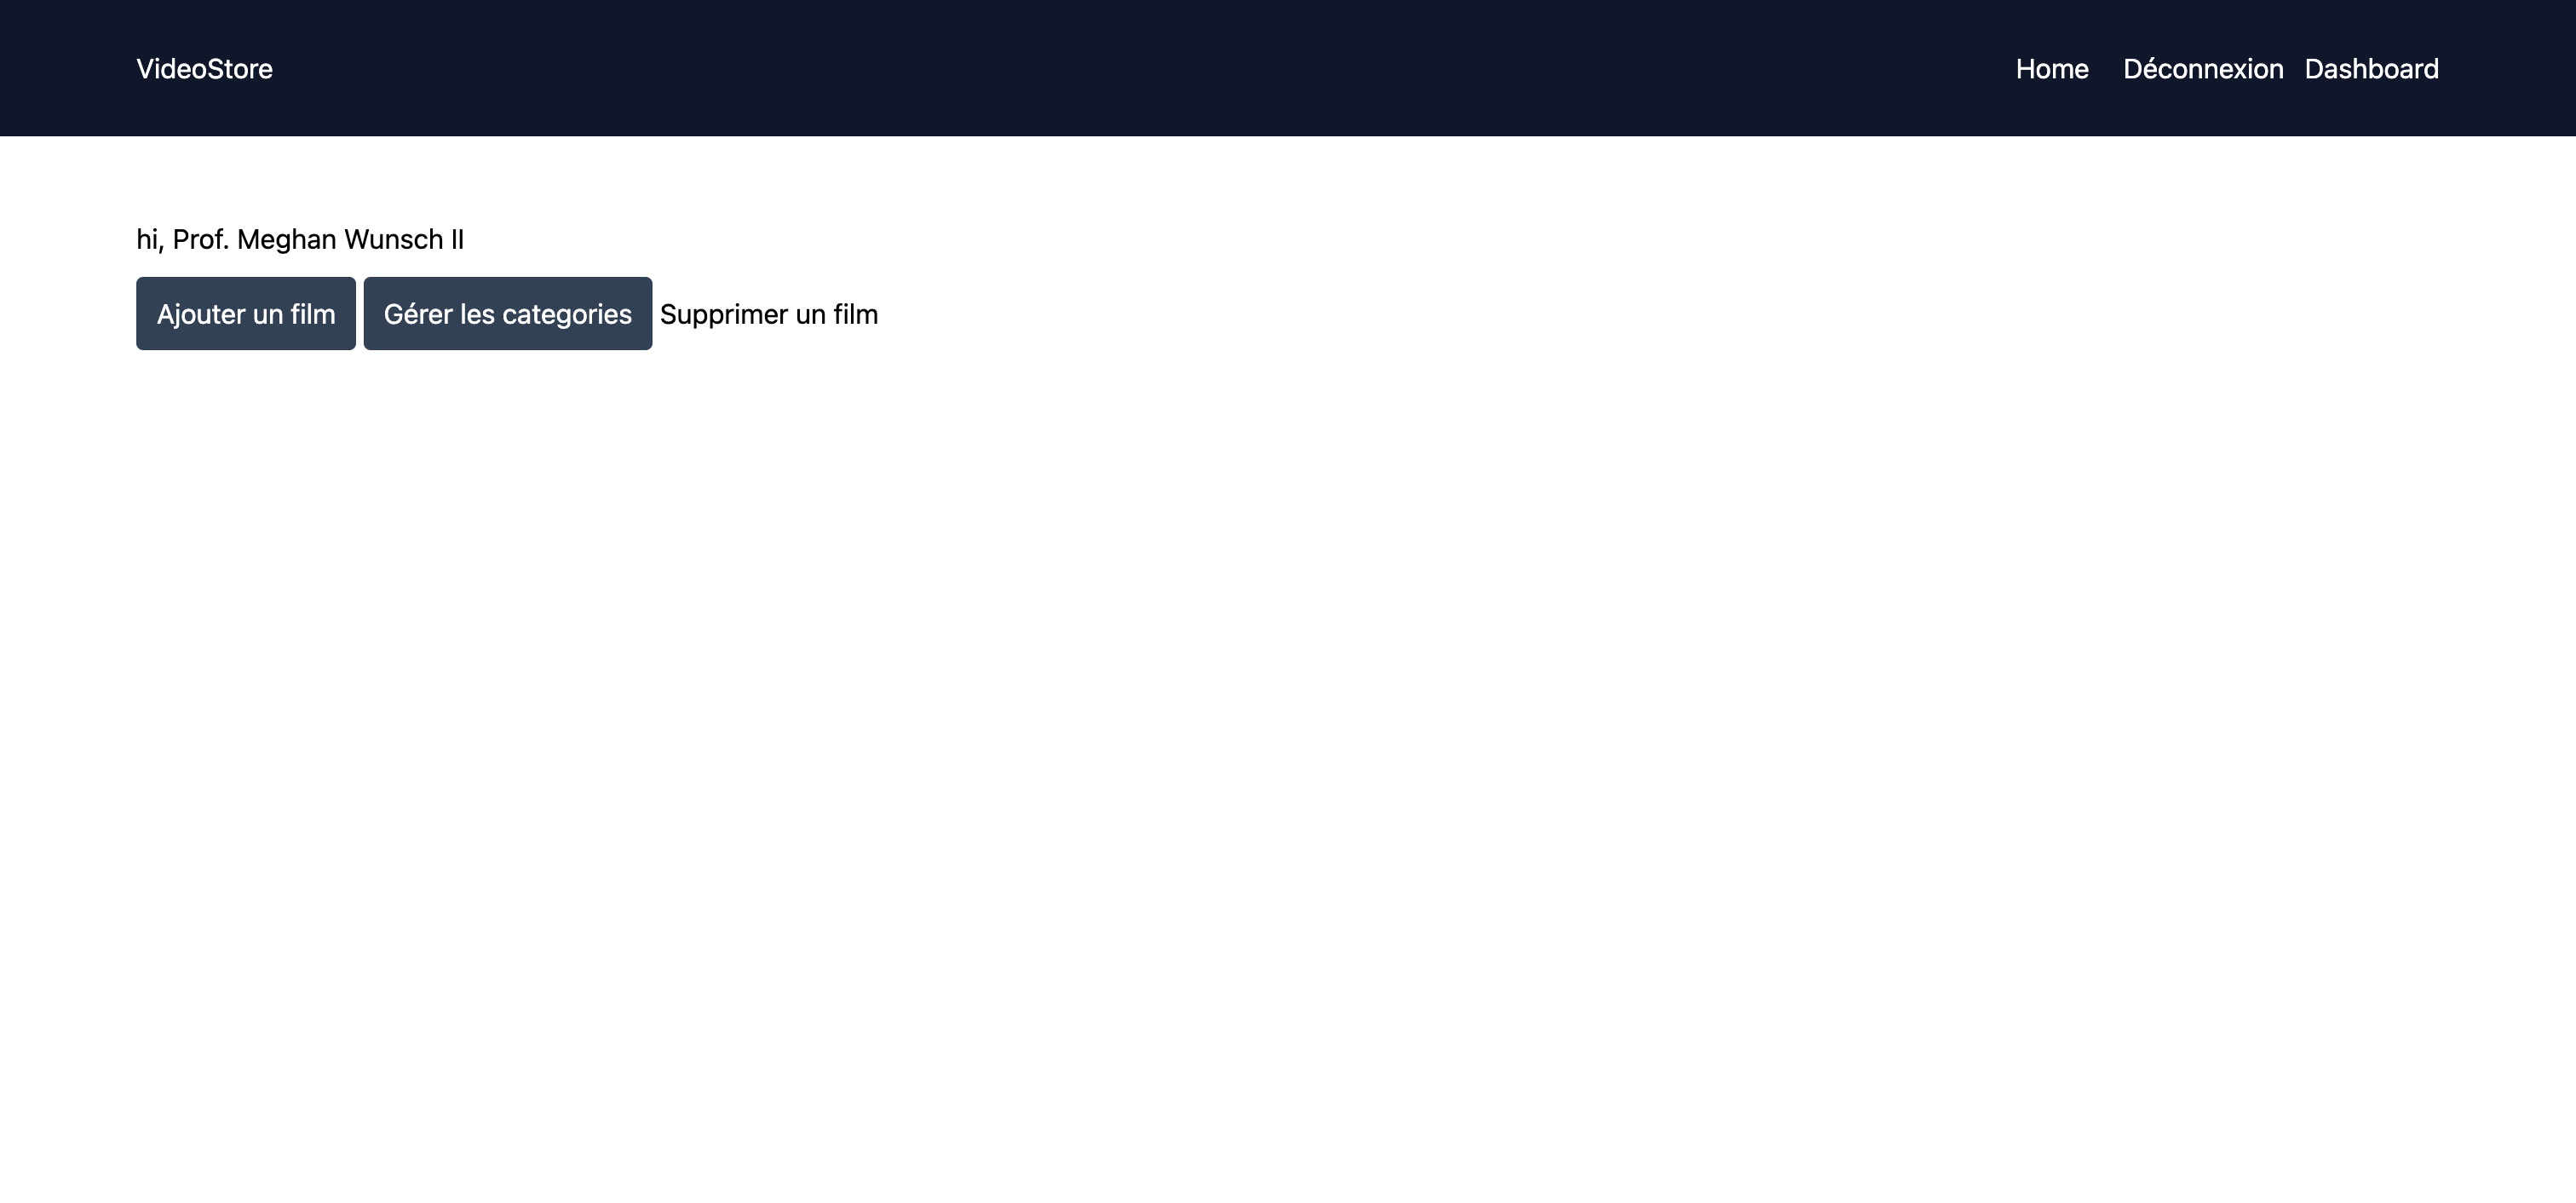 VideoStore Home Déconnexion Dashboard
hi, Prof. Meghan Wunsch II
Ajouter un film Gérer les categories Supprimer un film